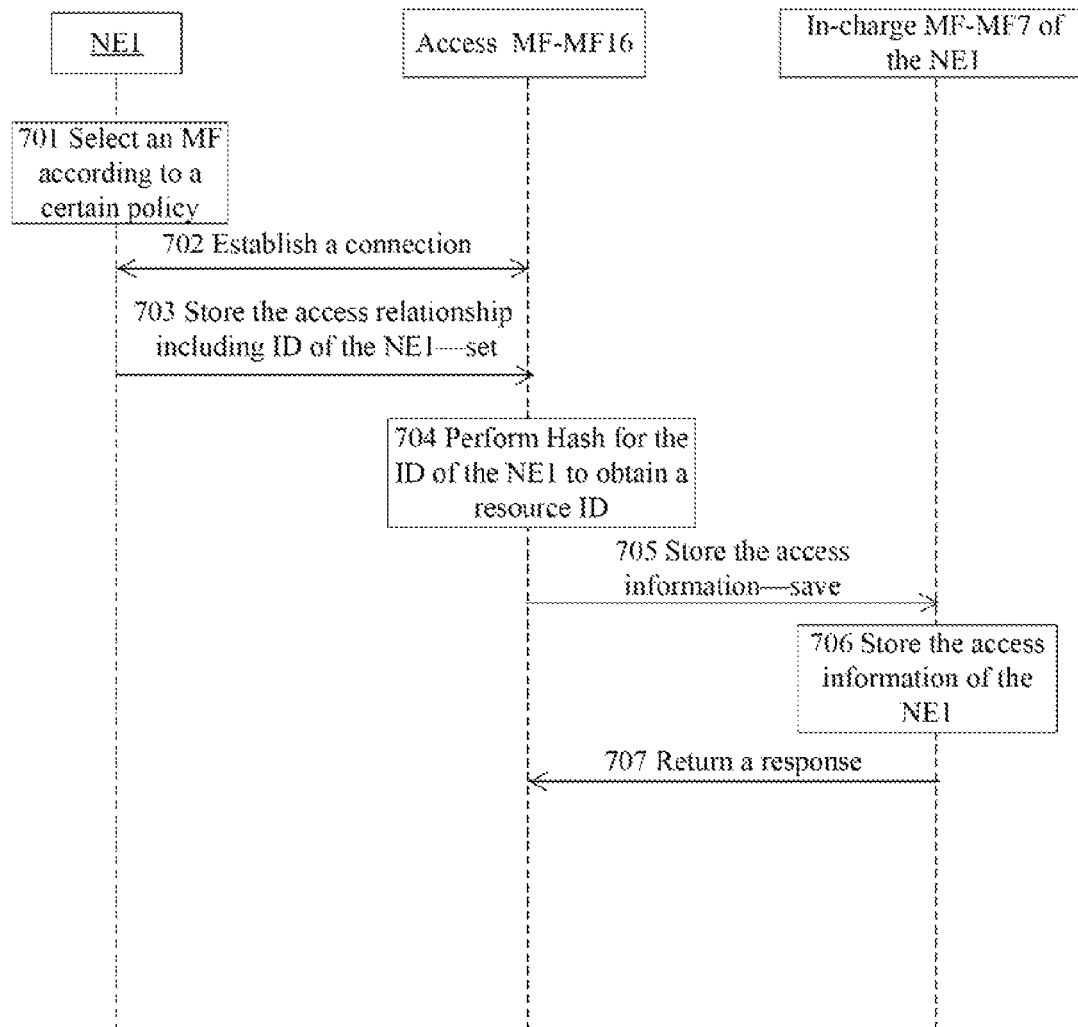 NE1
Access MF-MF16
In-charge MF-MF7 of
the NE1
701 Select an MF
according to a
certain policy
702 Establish a connection
703 Store the access relationship
including ID of the NE1----set
704 Perform Hash for the
ID of the NE1 to obtain a
resource ID
705 Store the access
information----save
706 Store the access
information of the
NE1
707 Return a response